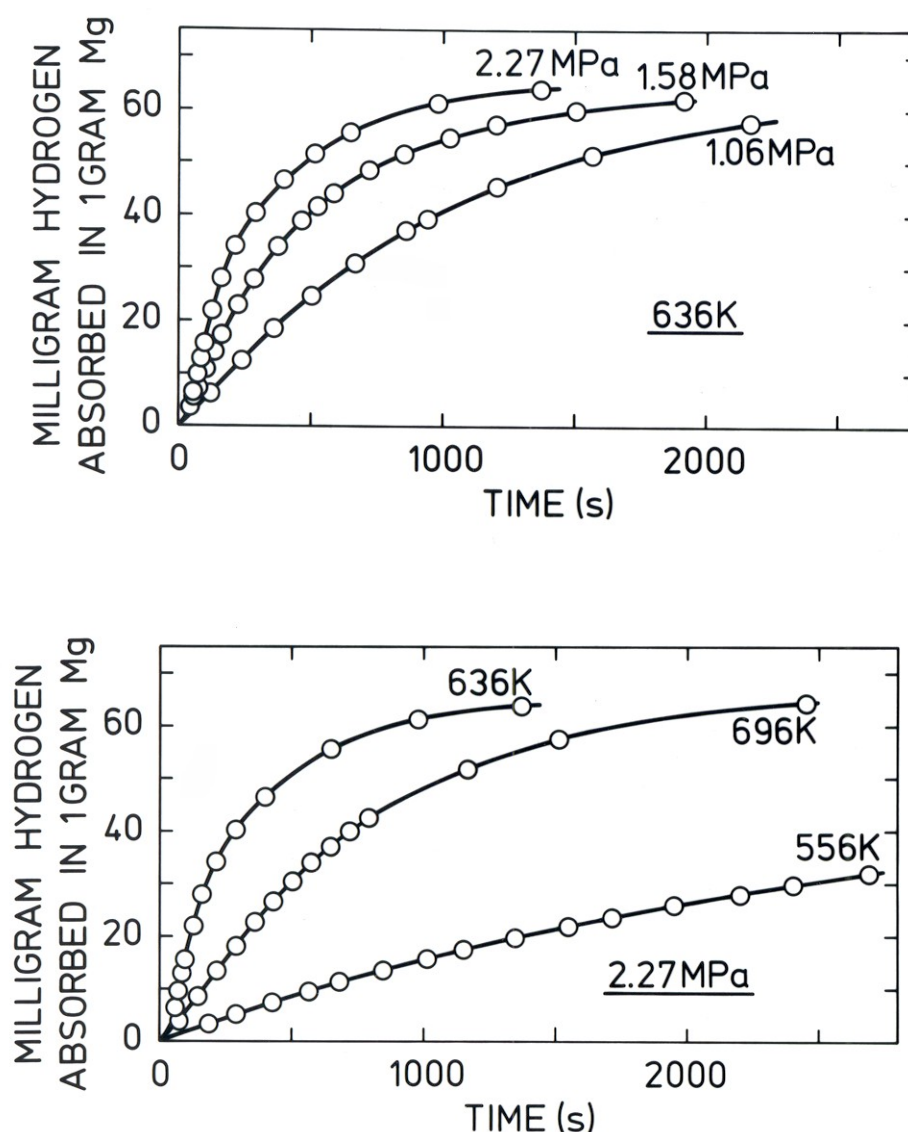 MILLIGRAM HYDROGEN
ABSORBED IN 1GRAM Mg
60
40
20
0
2.27MPa
1.58MPa
1.06MPa
636K
0
1000
2000
TIME (s)
MILLIGRAM HYDROGEN
ABSORBED IN 1GRAM Mg
60
40
20
0
636K
696K
556K
2.27MPa
0
1000
2000
TIME (s)